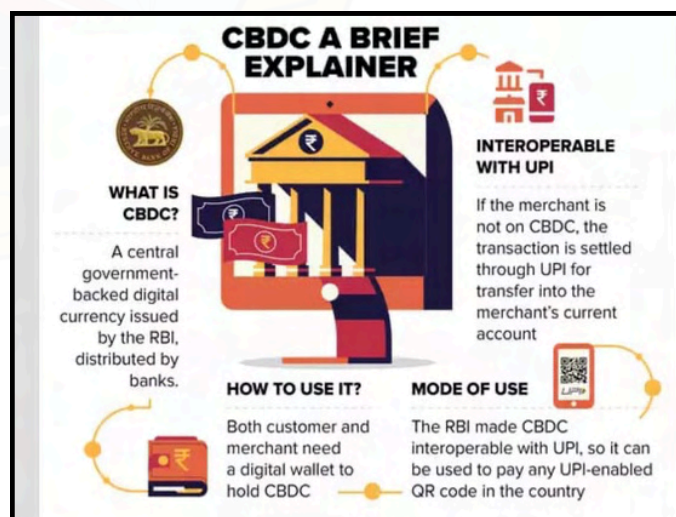 CBDC A BRIEF
EXPLAINER
WHAT IS
CBDC?
A central
government-
backed digital
currency issued
by the RBI,
distributed by
banks.
INTEROPERABLE
WITH UPI
If the merchant is
not on CBDC, the
transaction is settled
through UPI for
transfer into the
merchant's current
account
HOW TO USE IT?
Both customer and
merchant need
a digital wallet to
hold CBDC
MODE OF USE
UPI
The RBI made CBDC
interoperable with UPI, so it can
be used to pay any UPI-enabled
QR code in the country